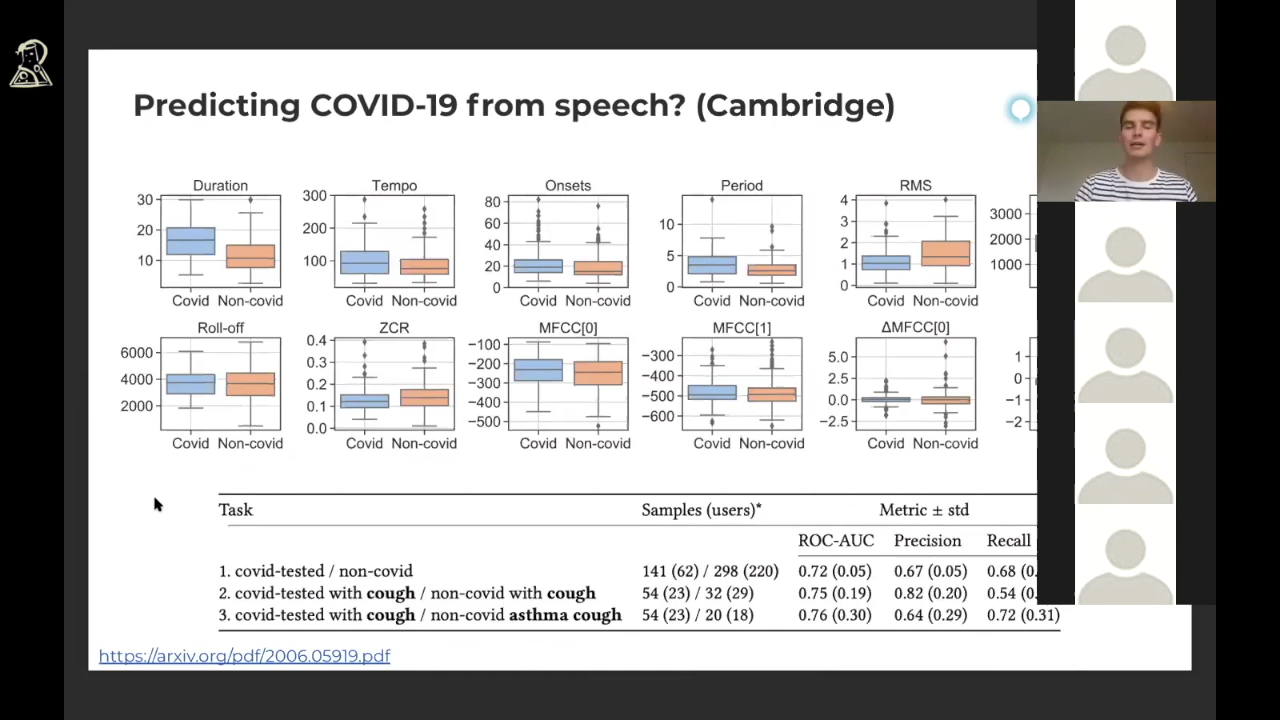 Predicting COVID-19 from speech? (Cambridge)
Duration Tempo Onsets Period RMS
30 20 10
300 200 100
80 60 40 20 0
10 5 0
4 3 2 1 0
3000 2000 1000
Covid Non-covid Covid Non-covid Covid Non-covid Covid Non-covid Covid Non-covid
Roll-off ZCR MFCC[0] MFCC[1] ΔMFCC[0]
6000 4000 2000
0.4 0.3 0.2 0.1 0.0
−100 −200 −300 −400 −500
−300 −400 −500 −600
5.0 2.5 0.0 −2.5
1 0 −1 −2
Covid Non-covid Covid Non-covid Covid Non-covid Covid Non-covid Covid Non-covid
Task Samples (users)* Metric ± std
ROC-AUC Precision Recall
1. covid-tested / non-covid 141 (62) / 298 (220) 0.72 (0.05) 0.67 (0.05) 0.68 (0.
2. covid-tested with cough / non-covid with cough 54 (23) / 32 (29) 0.75 (0.19) 0.82 (0.20) 0.54 (0.
3. covid-tested with cough / non-covid asthma cough 54 (23) / 20 (18) 0.76 (0.30) 0.64 (0.29) 0.72 (0.31)
https://arxiv.org/pdf/2006.05919.pdf